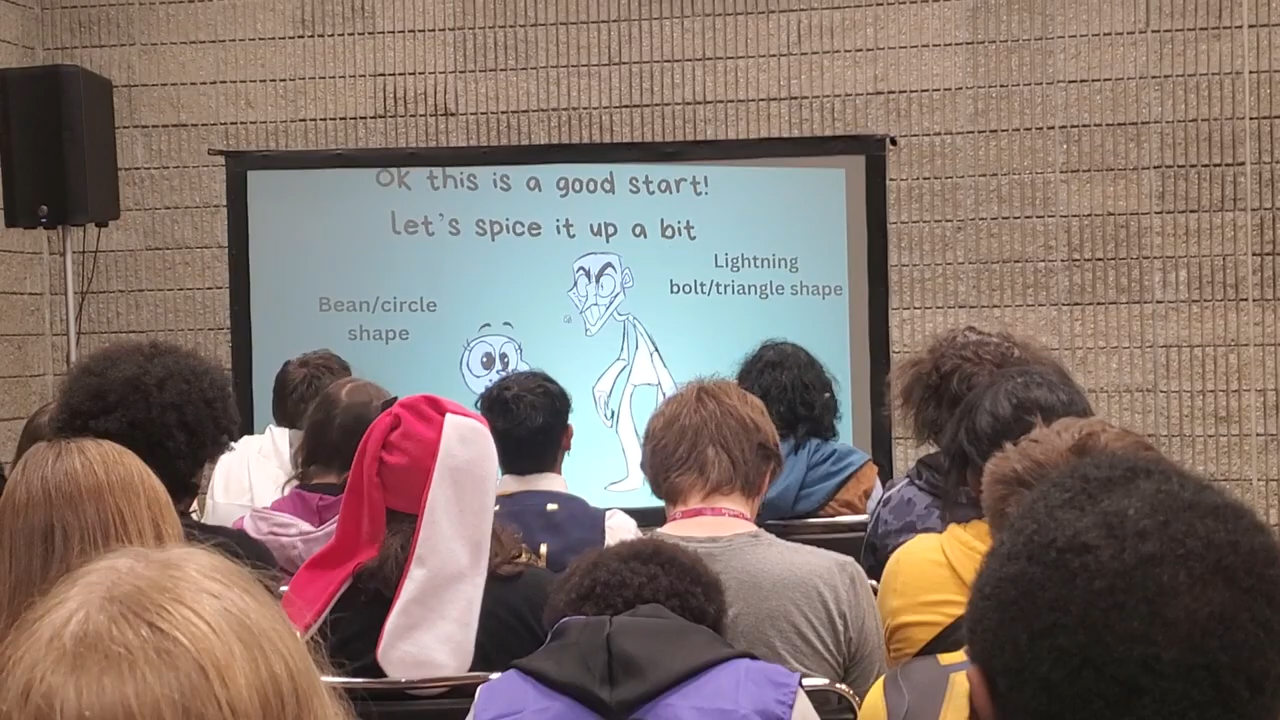 Ok this is a good start!
Let's spice it up a bit
Lightning
bolt/triangle shape
Bean/circle
shape